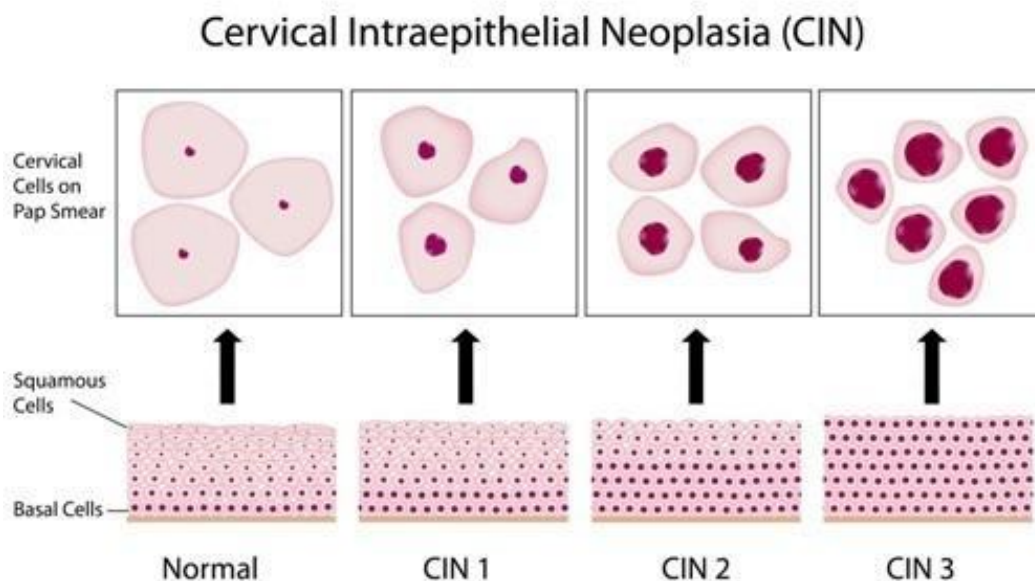 Cervical Intraepithelial Neoplasia (CIN)
Cervical
Cells on
Pap Smear
Squamous
Cells
Basal Cells
Normal
CIN 1
CIN 2
CIN 3